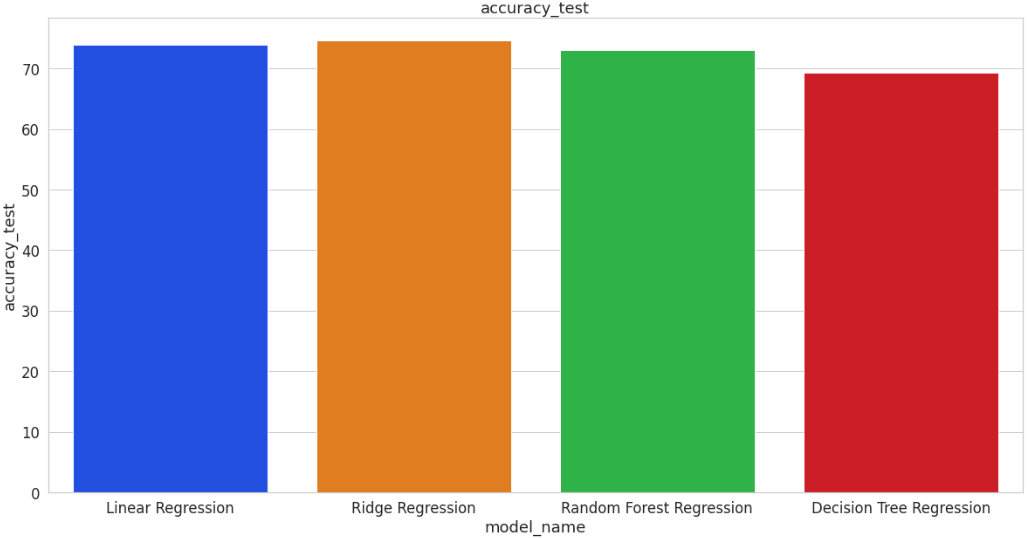 accuracy_test
accuracy_test
70
60
50
40
30
20
10
0
Linear Regression
Ridge Regression
Random Forest Regression
Decision Tree Regression
model_name